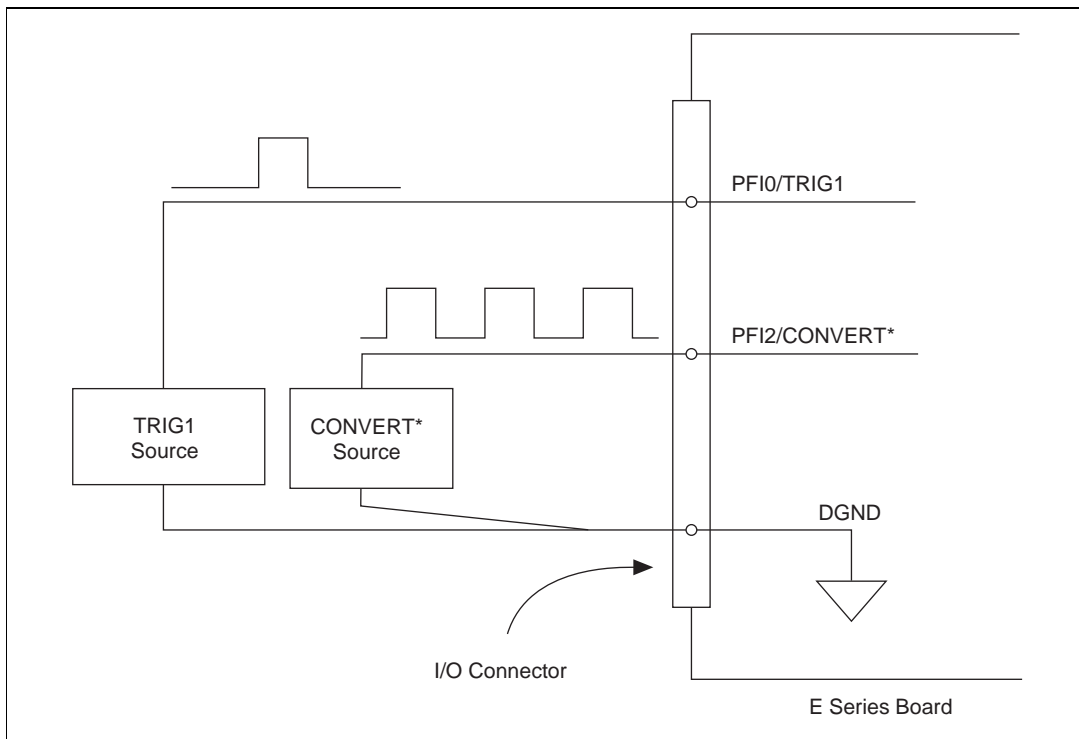 PFI0/TRIG1
PFI2/CONVERT*
TRIG1
Source
CONVERT*
Source
DGND
I/O Connector
E Series Board